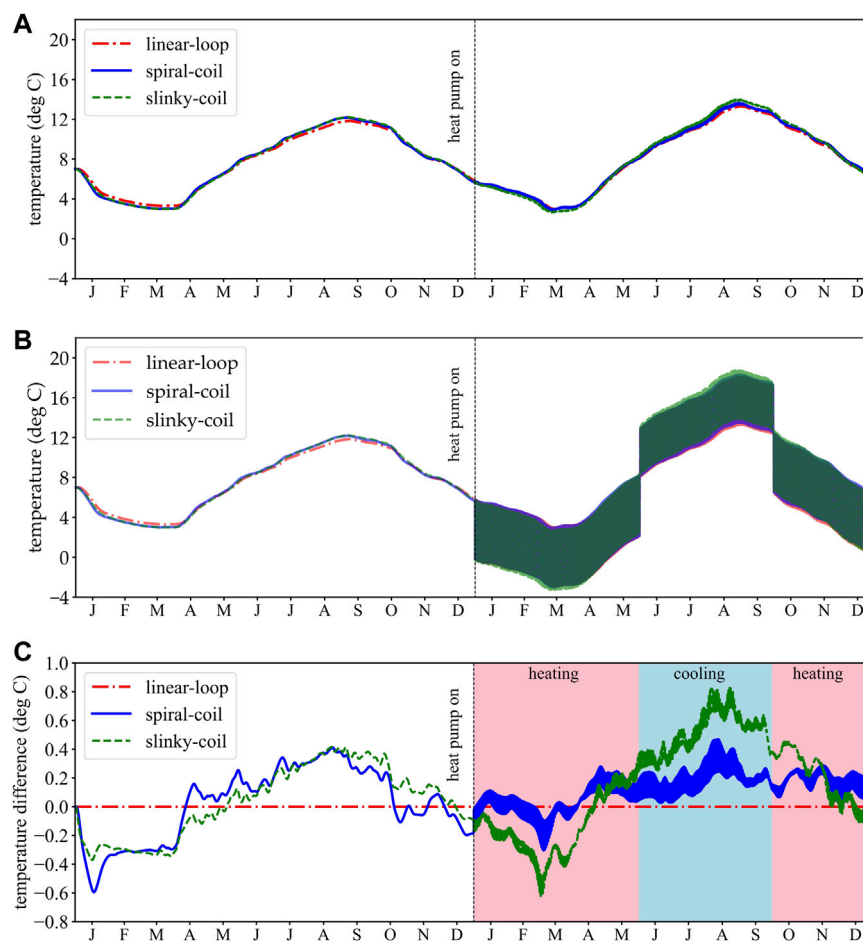 A
temperature (deg C)
22
20
16
12
8
4
0
−4
linear-loop
spiral-coil
slinky-coil
heat pump on
J F M A M J J A S O N D J F M A M J J A S O N D
B
temperature (deg C)
20
16
12
8
4
0
−4
linear-loop
spiral-coil
slinky-coil
heat pump on
J F M A M J J A S O N D J F M A M J J A S O N D
C
temperature difference (deg C)
1.0
0.8
0.6
0.4
0.2
0.0
−0.2
−0.4
−0.6
−0.8
linear-loop
spiral-coil
slinky-coil
heat pump on
heating cooling heating
J F M A M J J A S O N D J F M A M J J A S O N D